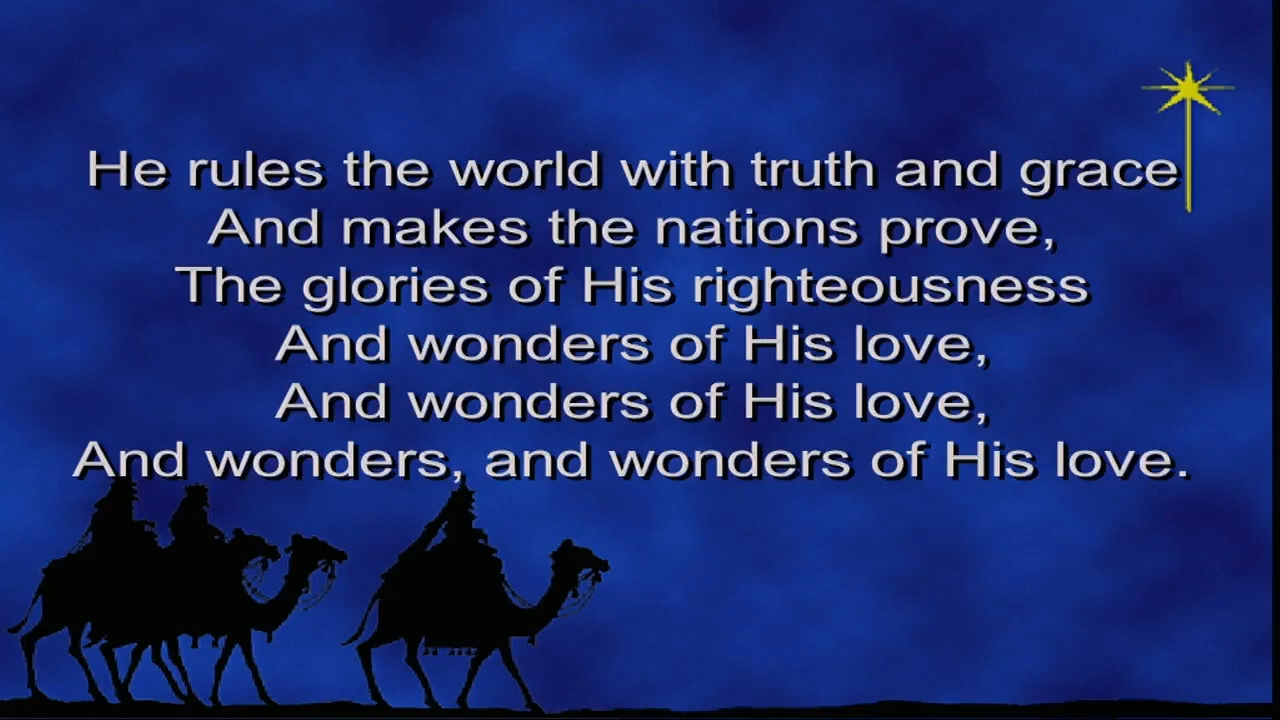 He rules the world with truth and grace
And makes the nations prove,
The glories of His righteousness
And wonders of His love,
And wonders of His love,
And wonders, and wonders of His love.